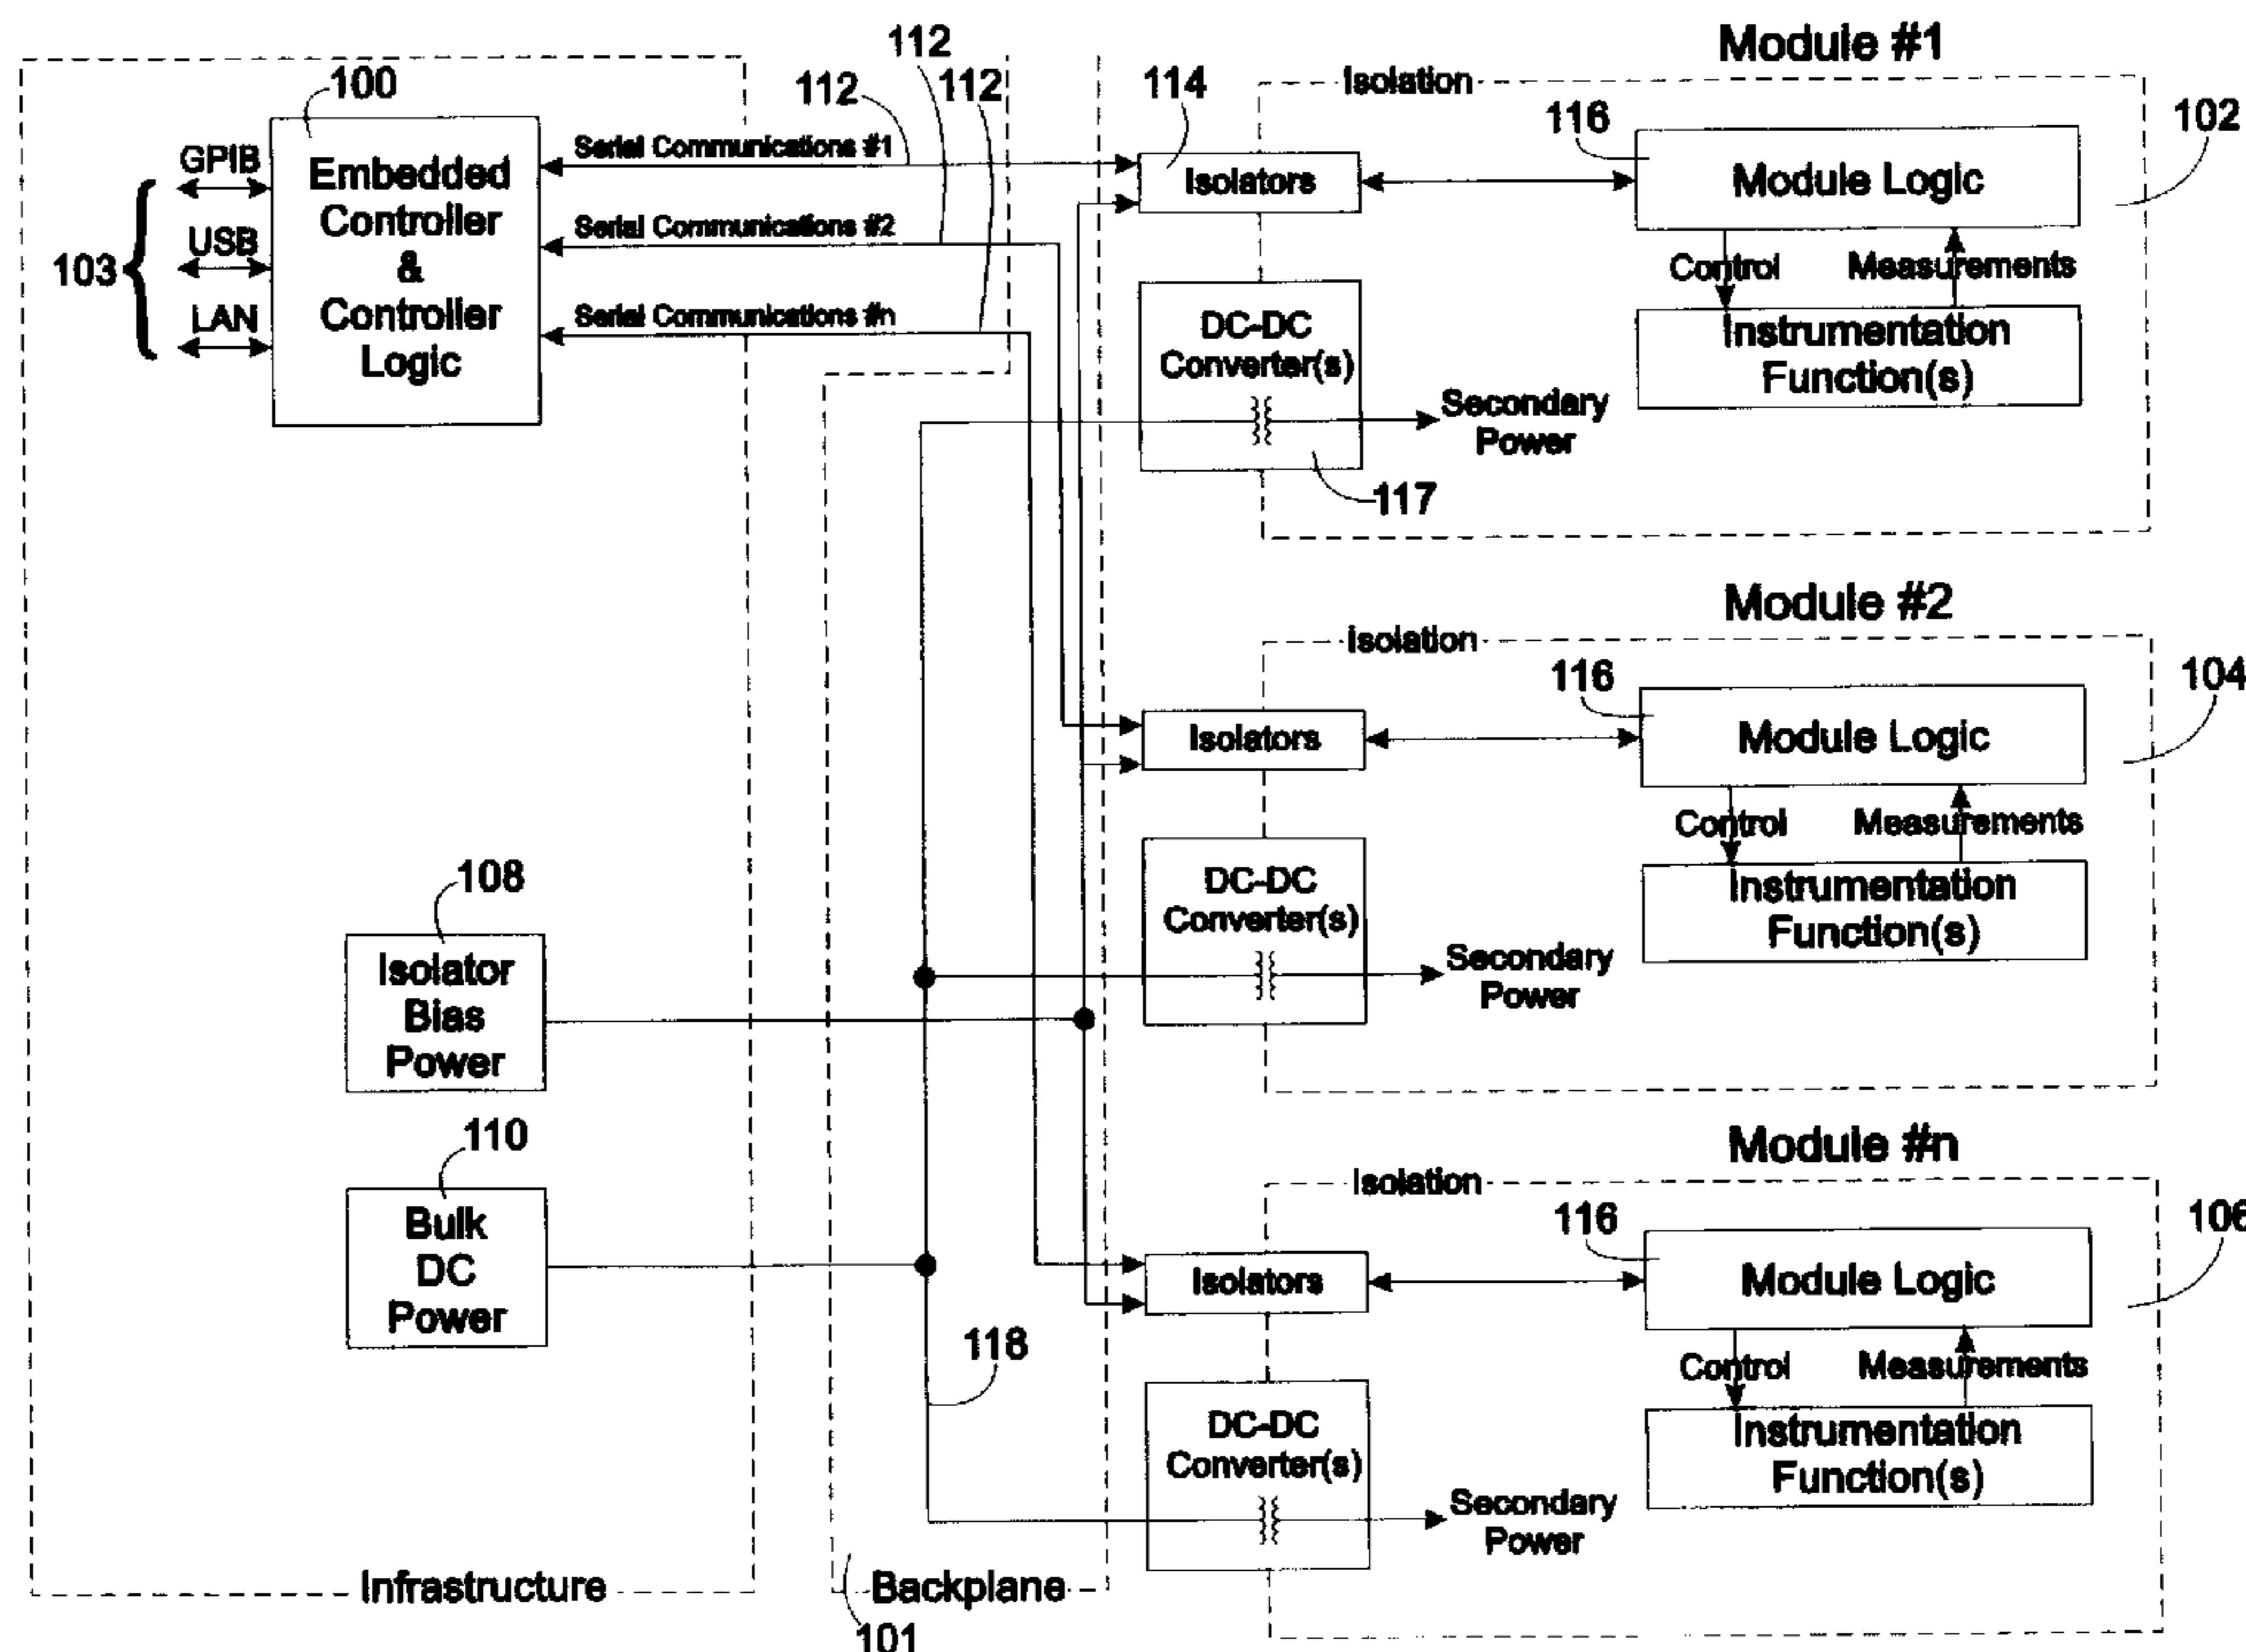 Module #1
112
112
112
100
114
Isolation
116
102
GPIB
USB
LAN
103
Embedded
Controller
&
Controller
Logic
Serial Communications #1
Serial Communications #2
Serial Communications #n
Isolators
Module Logic
Control
Measurements
Instrumentation
Function(s)
DC-DC
Converter(s)
Secondary
Power
117
Module #2
Isolation
116
104
Isolators
Module Logic
Control
Measurements
Instrumentation
Function(s)
DC-DC
Converter(s)
Secondary
Power
108
Isolator
Bias
Power
110
Bulk
DC
Power
Module #n
Isolation
116
106
Isolators
Module Logic
Control
Measurements
Instrumentation
Function(s)
118
DC-DC
Converter(s)
Secondary
Power
Infrastructure
Backplane
101